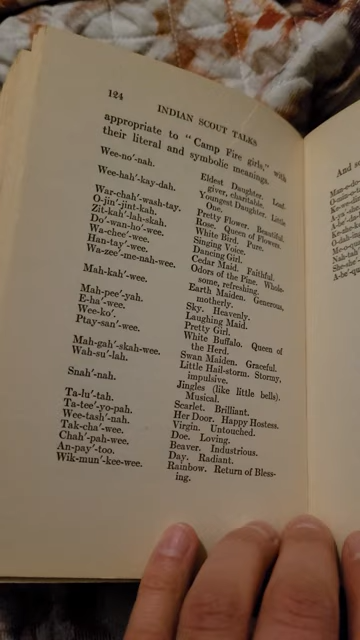 124
INDIAN SCOUT TALKS
appropriate to "Camp Fire girls," with
their literal and symbolic meanings.
Wee-no'-nah. Eldest Daughter. Loaf-
giver, charitable.
Wee-hah'-kay-dah. Youngest Daughter. Little
One.
War-chah'-wash-tay. Pretty Flower. Beautiful.
O-jin'-jint-kah. Rose. Queen of Flowers.
Zit-kah'-lah-skah. White Bird. Pure.
Do'-wan-ho'-wee. Singing Voice.
Wa-chee'-wee. Dancing Girl.
Han-tay'-wee. Cedar Maid. Faithful.
Wa-zee'-me-nah-wee. Odors of the Pine. Whole-
some, refreshing.
Mah-kah'-wee. Earth Maiden. Generous,
motherly.
Mah-pee'-yah. Sky. Heavenly.
E-ha'-wee. Laughing Maid.
Wee-ko'. Pretty Girl.
Ptay-san'-wee. White Buffalo. Queen of
the Herd.
Mah-gah'-skah-wee. Swan Maiden. Graceful.
Wah-su'-lah. Little Hail-storm. Stormy,
impulsive.
Snah'-nah. Jingles (like little bells).
Musical.
Ta-lu'-tah. Scarlet. Brilliant.
Ta-tee'-yo-pah. Her Door. Happy Hostess.
Wee-tash'-nah. Virgin. Untouched.
Tak-cha'-wee. Doe. Loving.
Chah'-pah-wee. Beaver. Industrious.
An-pay'-too. Day. Radiant.
Wik-mun'-kee-wee. Rainbow. Return of Bless-
ing.